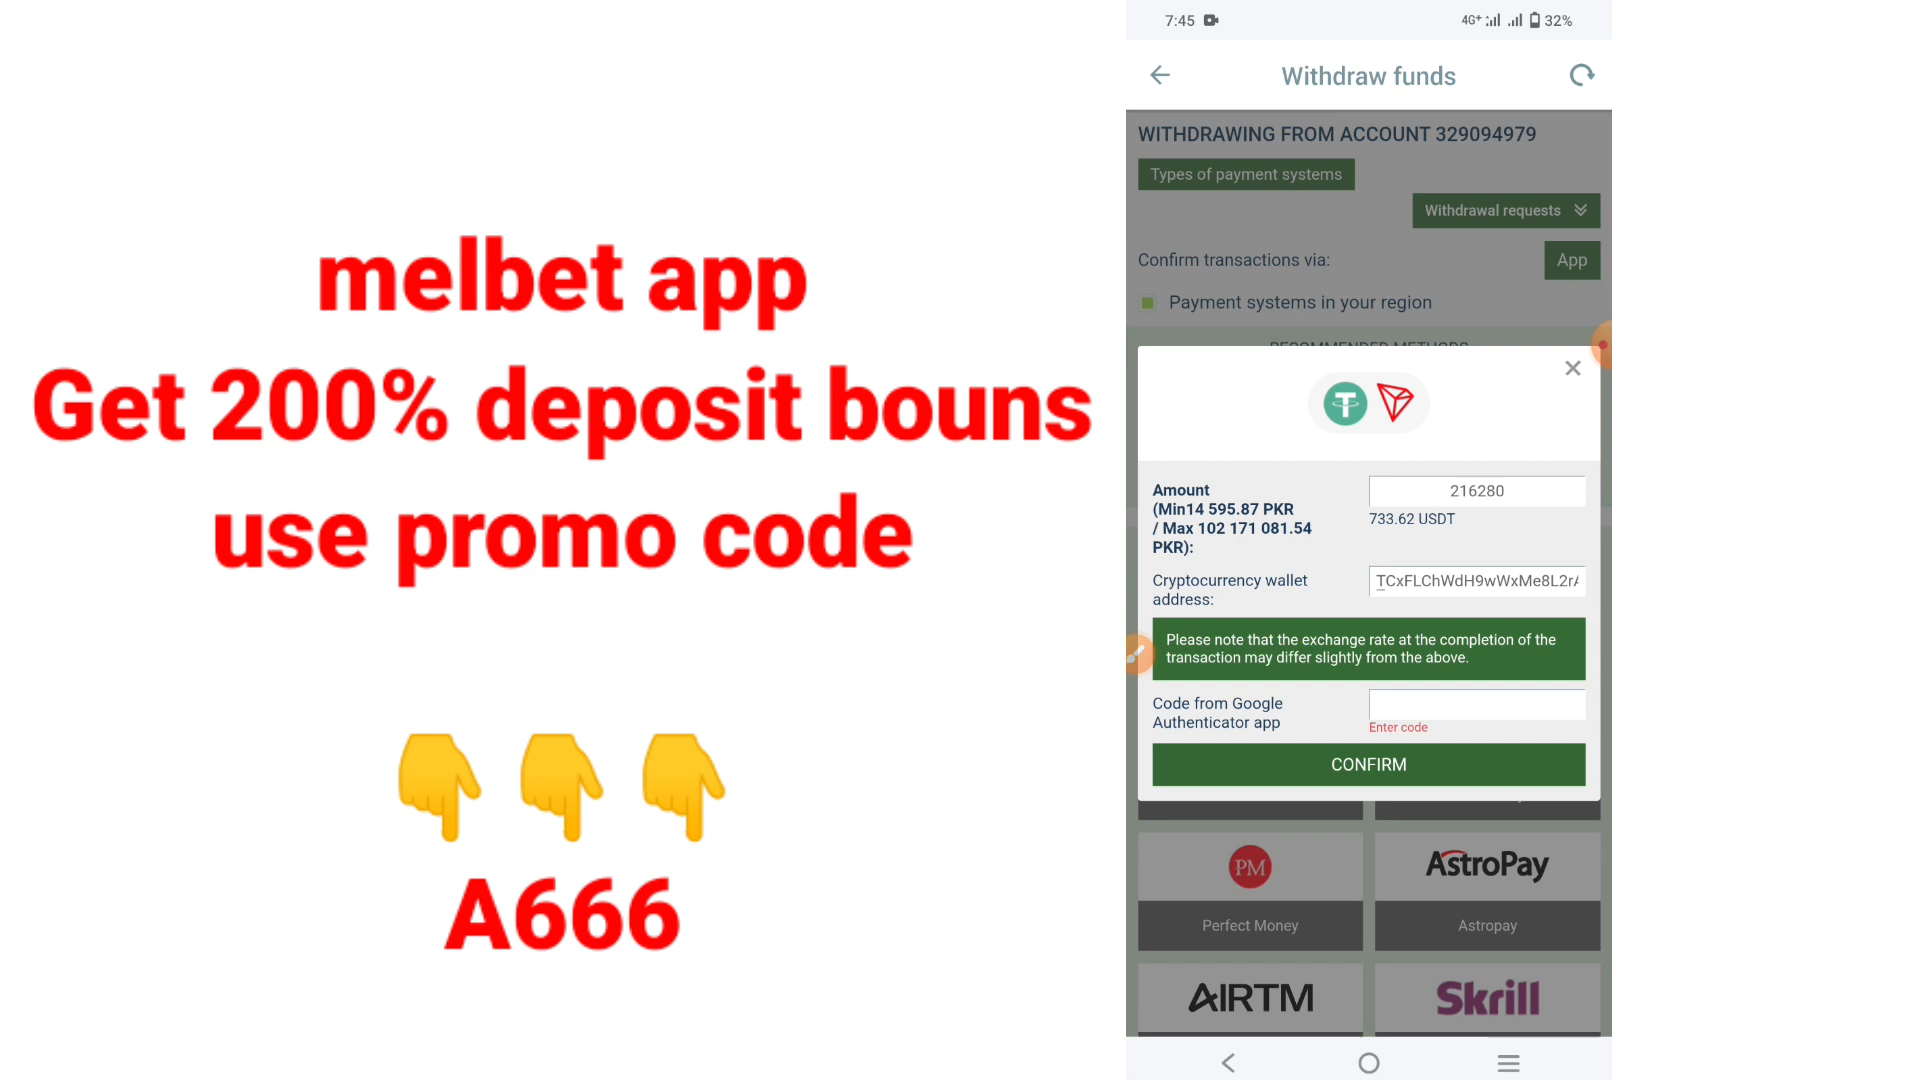 melbet app
Get 200% deposit bouns
use promo code
A666
7:45
4G+ 32%
Withdraw funds
WITHDRAWING FROM ACCOUNT 329094979
Types of payment systems
Withdrawal requests
Confirm transactions via:
App
Payment systems in your region
RECOMMENDED METHODS
Amount
(Min14 595.87 PKR
/ Max 102 171 081.54
PKR):
216280
733.62 USDT
Cryptocurrency wallet
address:
TCxFLChWdH9wWxMe8L2r
Please note that the exchange rate at the completion of the
transaction may differ slightly from the above.
Code from Google
Authenticator app
Enter code
CONFIRM
PM
AstroPay
Perfect Money
Astropay
AIRTM
Skrill